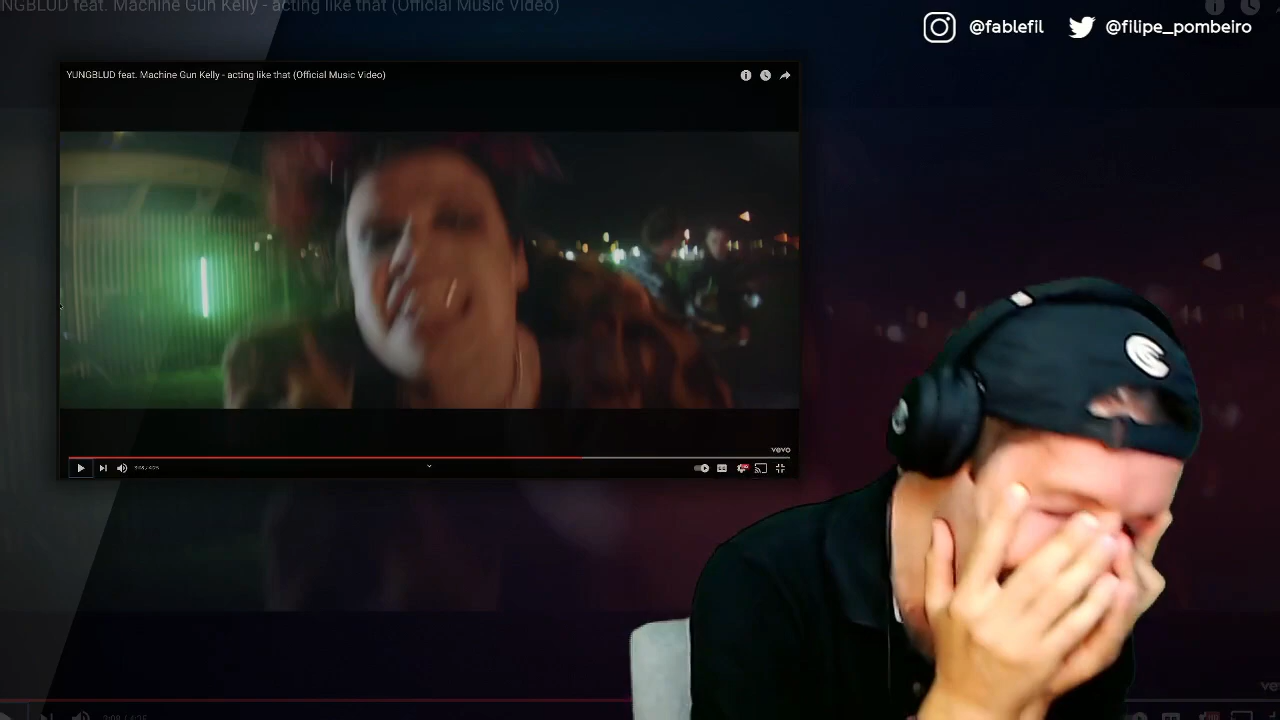 NGBLUD feat. Machine Gun Kelly - acting like that (Official Music Video)
@fablefil
@filipe_pombeiro
YUNGBLUD feat. Machine Gun Kelly - acting like that (Official Music Video)
vevo